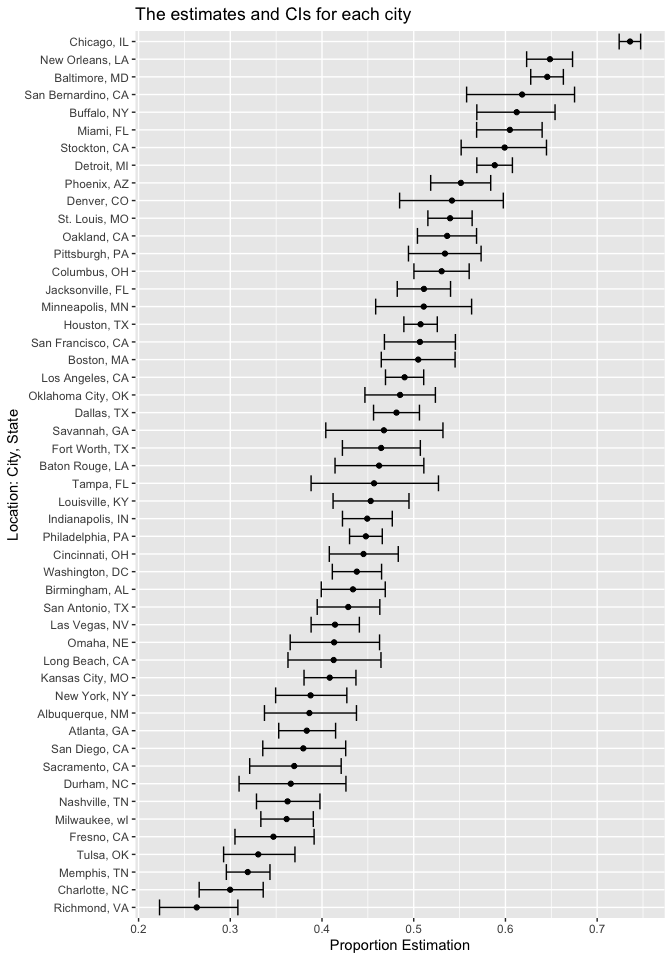 The estimates and CIs for each city
Location: City, State
Chicago, IL
New Orleans, LA
Baltimore, MD
San Bernardino, CA
Buffalo, NY
Miami, FL
Stockton, CA
Detroit, MI
Phoenix, AZ
Denver, CO
St. Louis, MO
Oakland, CA
Pittsburgh, PA
Columbus, OH
Jacksonville, FL
Minneapolis, MN
Houston, TX
San Francisco, CA
Boston, MA
Los Angeles, CA
Oklahoma City, OK
Dallas, TX
Savannah, GA
Fort Worth, TX
Baton Rouge, LA
Tampa, FL
Louisville, KY
Indianapolis, IN
Philadelphia, PA
Cincinnati, OH
Washington, DC
Birmingham, AL
San Antonio, TX
Las Vegas, NV
Omaha, NE
Long Beach, CA
Kansas City, MO
New York, NY
Albuquerque, NM
Atlanta, GA
San Diego, CA
Sacramento, CA
Durham, NC
Nashville, TN
Milwaukee, wI
Fresno, CA
Tulsa, OK
Memphis, TN
Charlotte, NC
Richmond, VA
0.2 0.3 0.4 0.5 0.6 0.7
Proportion Estimation